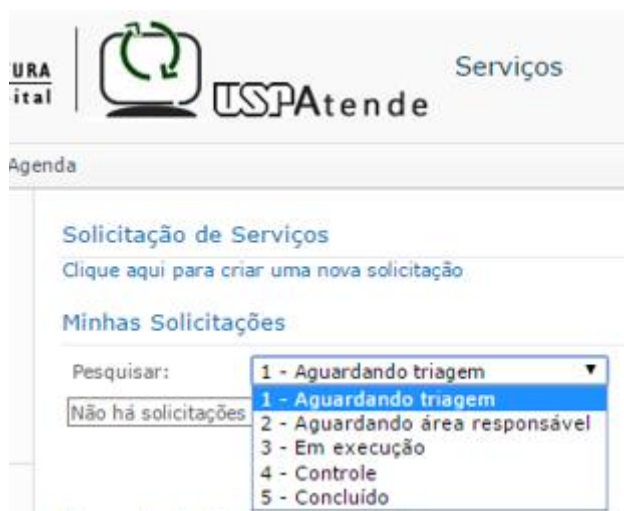 URA
ital
USPAtende
Serviços
Agenda
Solicitação de Serviços
Clique aqui para criar uma nova solicitação
Minhas Solicitações
Pesquisar: 1 - Aguardando triagem
Não há solicitações
1 - Aguardando triagem
2 - Aguardando área responsável
3 - Em execução
4 - Controle
5 - Concluído